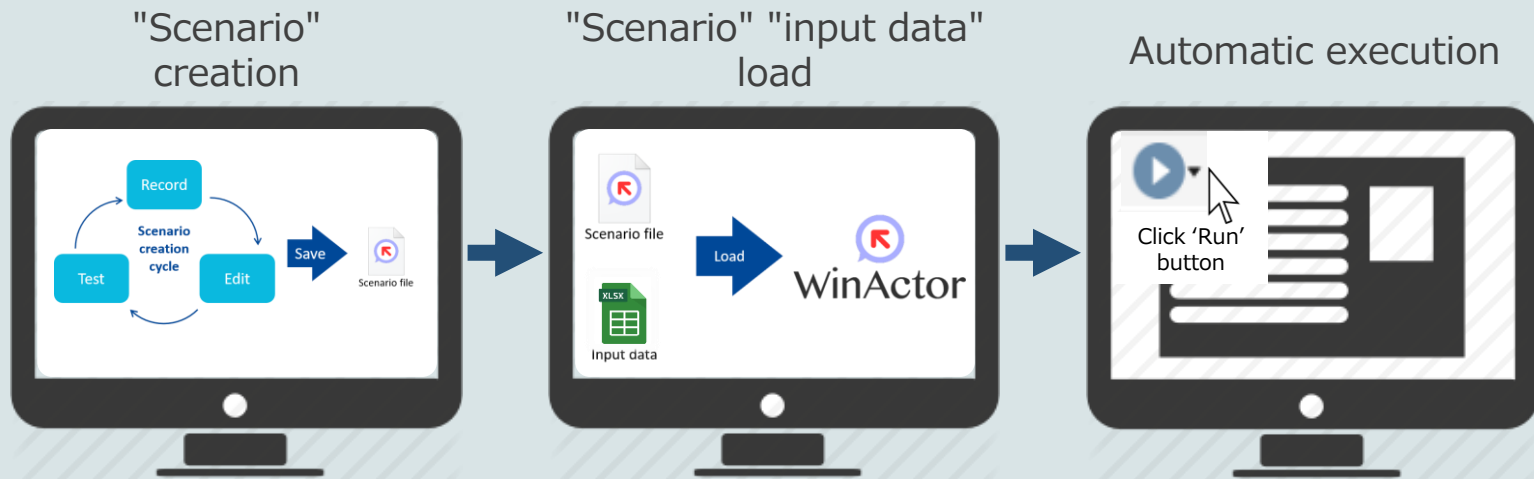 "Scenario"
creation
"Scenario" "input data"
load
Automatic execution
Record
Scenario
creation
cycle
Test
Edit
Save
Scenario file
Scenario file
XLSX
Input data
Load
WinActor
Click ‘Run’
button